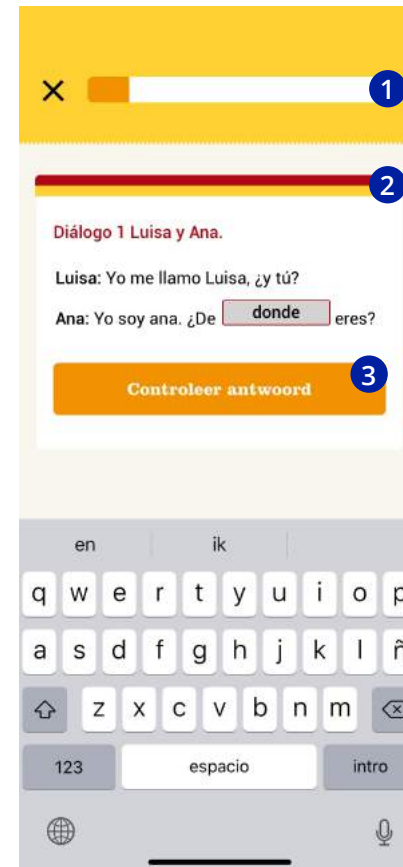 1
2
Diálogo 1 Luisa y Ana.
Luisa: Yo me llamo Luisa, ¿y tú?
Ana: Yo soy ana. ¿De donde eres?
Controleer antwoord
3
en ik
q w e r t y u i o p
a s d f g h j k l ñ
z x c v b n m
123 espacio intro